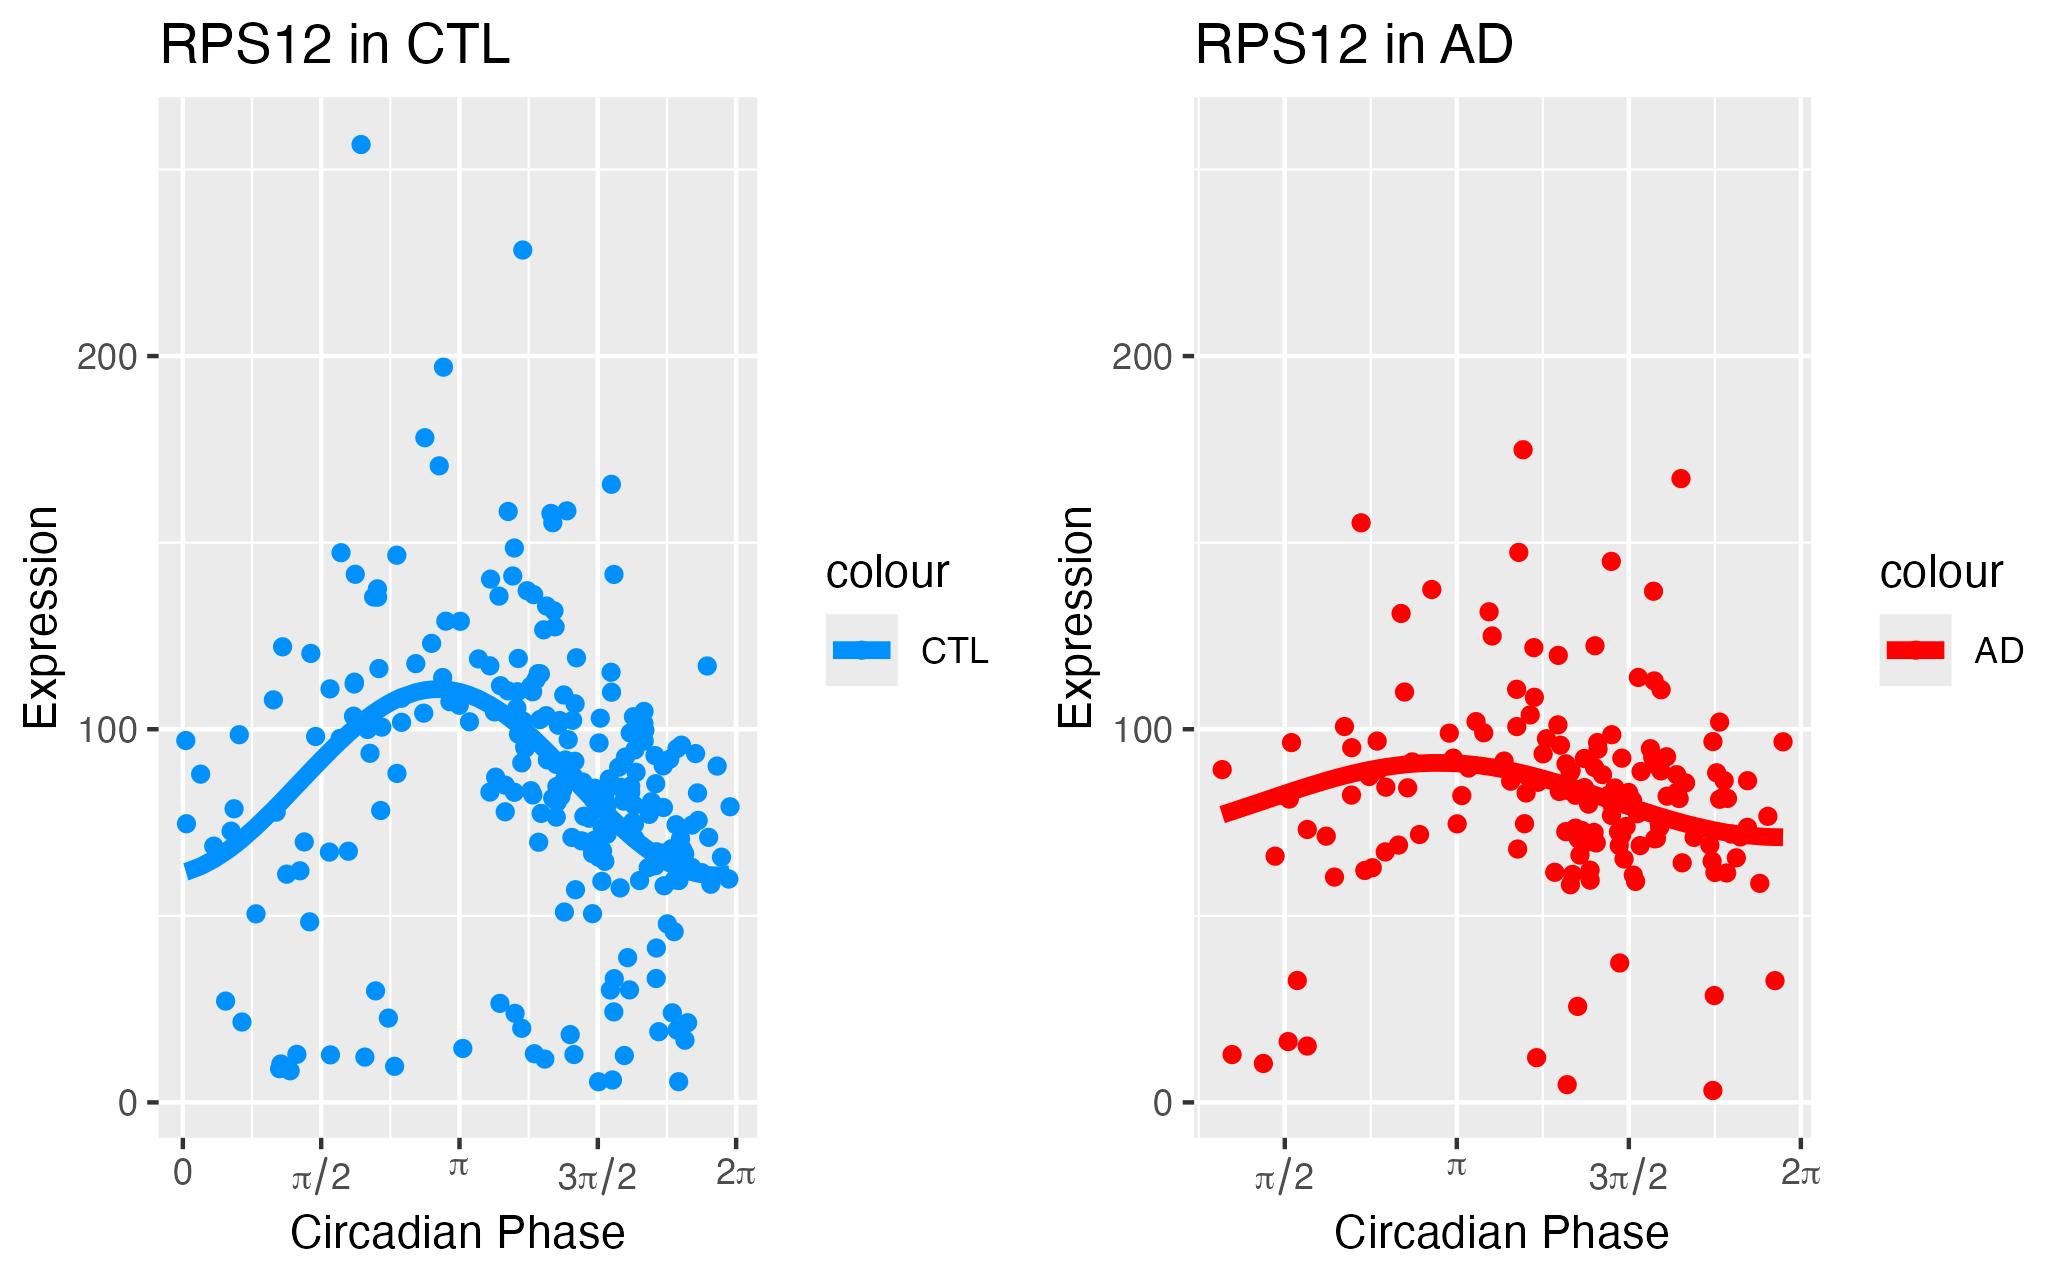 RPS12 in CTL
Expression
200
100
0
0
π/2
π
3π/2
2π
Circadian Phase
colour
CTL
RPS12 in AD
Expression
200
100
0
π/2
π
3π/2
2π
Circadian Phase
colour
AD